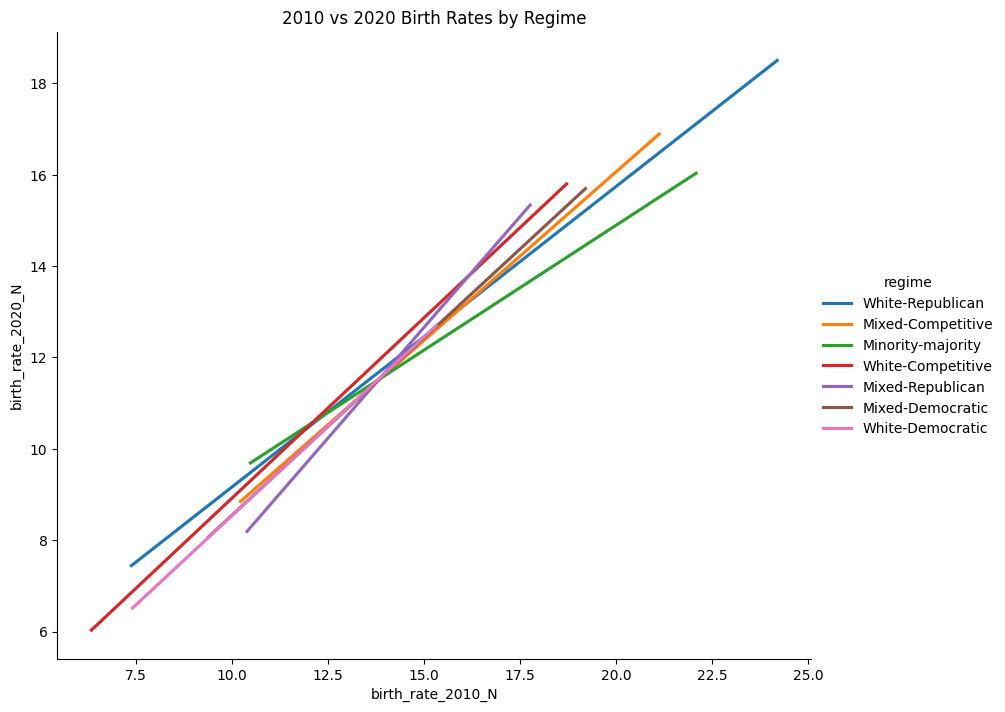 2010 vs 2020 Birth Rates by Regime
birth_rate_2020_N
18
16
14
12
10
8
6
7.5
10.0
12.5
15.0
17.5
20.0
22.5
25.0
birth_rate_2010_N
regime
White-Republican
Mixed-Competitive
Minority-majority
White-Competitive
Mixed-Republican
Mixed-Democratic
White-Democratic